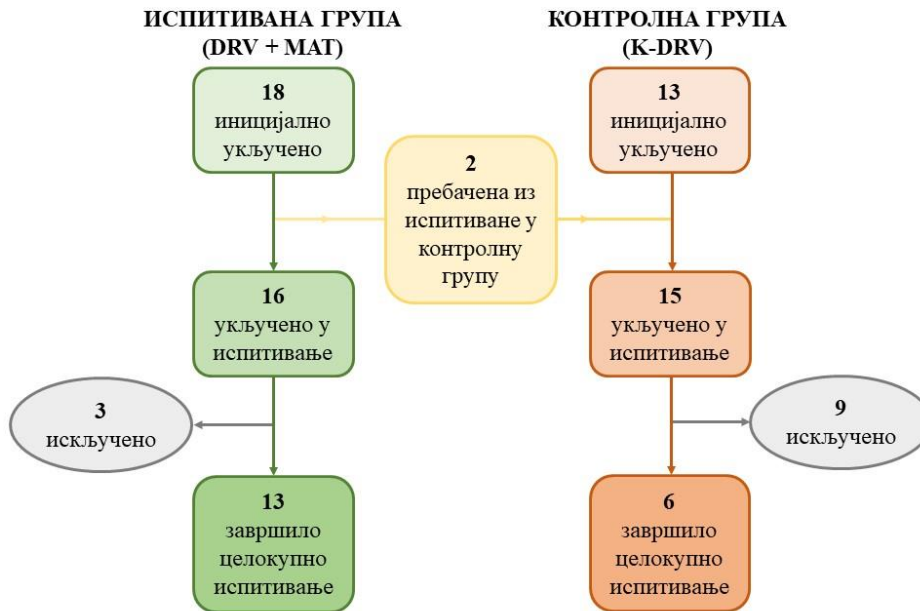 ИСПИТИВАНА ГРУПА
(DRV + MAT)
КОНТРОЛНА ГРУПА
(K-DRV)
18
иницијално
укључено
13
иницијално
укључено
2
пребачена из
испитиване у
контролну
групу
16
укључено у
испитивање
15
укључено у
испитивање
3
искључено
9
искључено
13
завршило
целокупно
испитивање
6
завршило
целокупно
испитивање